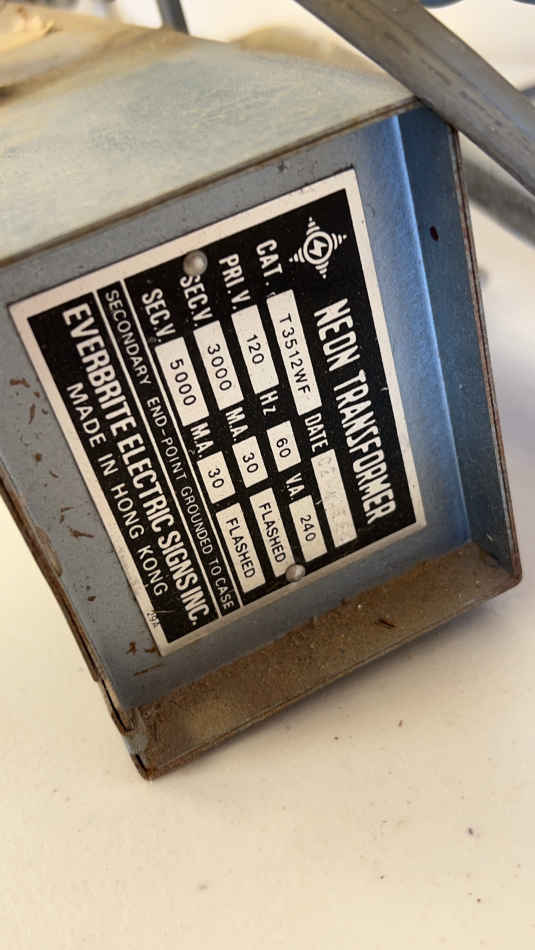 NEON TRANSFORMER
CAT. T3512WF DATE
PRI.V. 120 Hz 60 VA 240
SEC.V. 3000 M.A. 30 FLASHED
SEC.V. 5000 M.A. 30 FLASHED
SECONDARY END-POINT GROUNDED TO CASE
EVERBRITE ELECTRIC SIGNS INC.
MADE IN HONG KONG